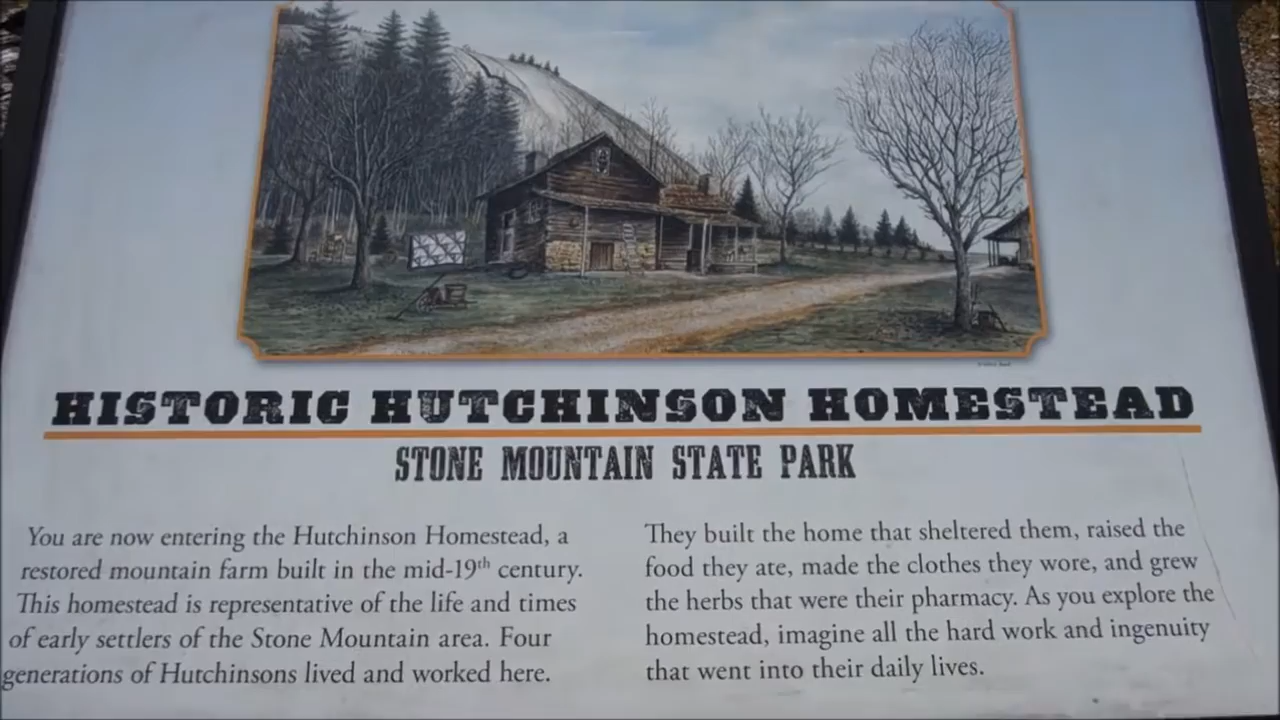 HISTORIC HUTCHINSON HOMESTEAD
STONE MOUNTAIN STATE PARK
You are now entering the Hutchinson Homestead, a
restored mountain farm built in the mid-19th century.
This homestead is representative of the life and times
of early settlers of the Stone Mountain area. Four
generations of Hutchinsons lived and worked here.
They built the home that sheltered them, raised the
food they ate, made the clothes they wore, and grew
the herbs that were their pharmacy. As you explore the
homestead, imagine all the hard work and ingenuity
that went into their daily lives.